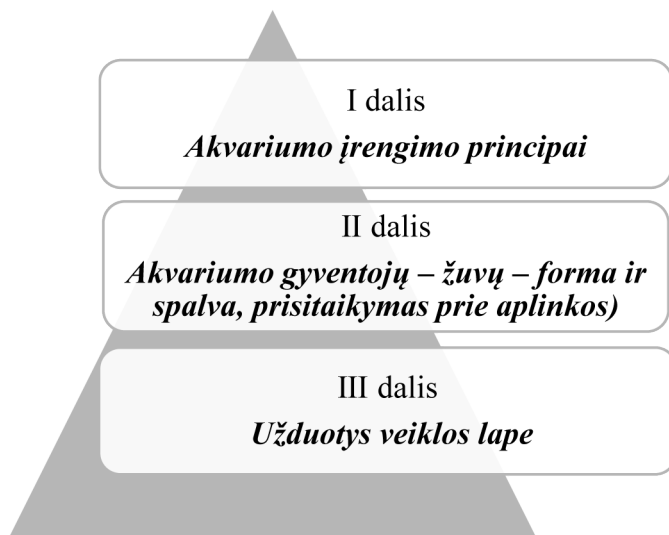 I dalis
Akvariumo įrengimo principai
II dalis
Akvariumo gyventojų – žuvų – forma ir
spalva, prisitaikymas prie aplinkos)
III dalis
Užduotys veiklos lape